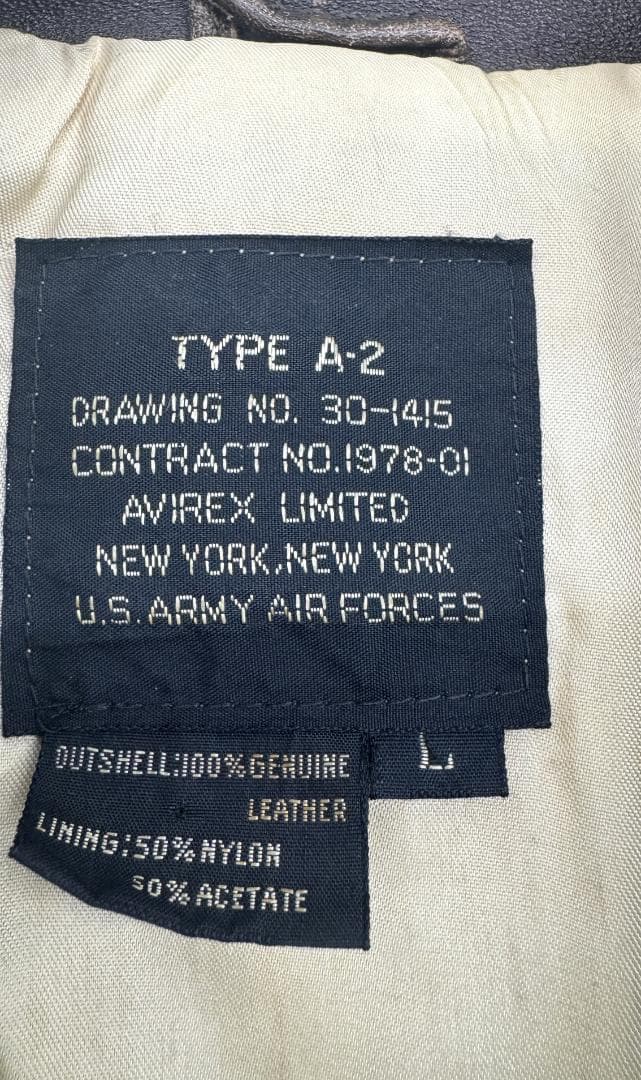 TYPE A-2
DRAWING NO. 30-1415
CONTRACT NO.1978-01
AVIREX LIMITED
NEW YORK.NEW YORK
U.S.ARMY AIR FORCES
L
OUTSHELL:100%GENUINE
LEATHER
LINING:50%NYLON
50%ACETATE